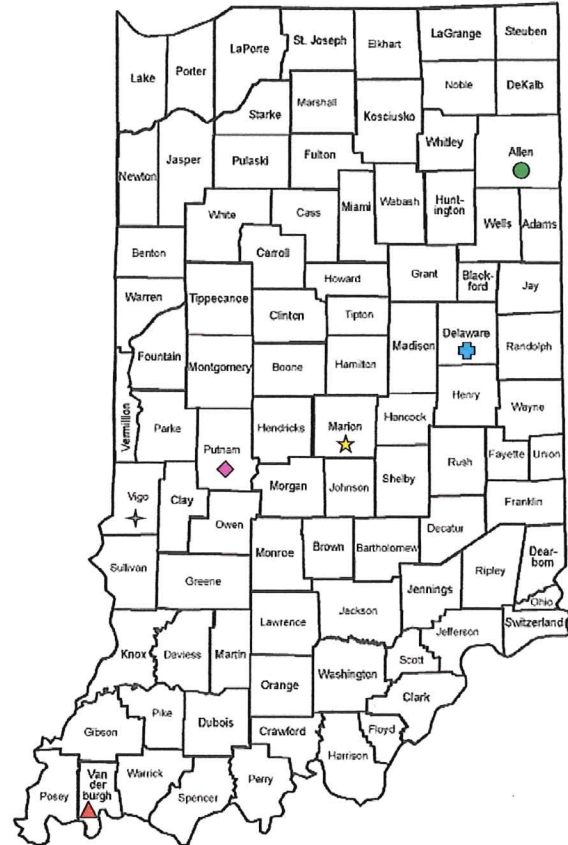 LaPorte
St. Joseph
Elkhart
LaGrange
Steuben
Lake
Porter
Noble
DeKalb
Starke
Marshall
Kosciusko
Whitley
Allen
Newton
Jasper
Pulaski
Fulton
Miami
Wabash
Hunt-
ington
Wells
Adams
White
Cass
Carroll
Benton
Howard
Grant
Black-
ford
Jay
Warren
Tippecanoe
Clinton
Tipton
Madison
Delaware
Randolph
Fountain
Montgomery
Boone
Hamilton
Henry
Wayne
Vermillion
Parke
Putnam
Hendricks
Marion
Hancock
Rush
Fayette
Union
Vigo
Clay
Morgan
Johnson
Shelby
Franklin
Owen
Monroe
Brown
Bartholomew
Decatur
Dear-
born
Sullivan
Greene
Jennings
Ripley
Ohio
Lawrence
Jackson
Jefferson
Switzerland
Knox
Daviess
Martin
Orange
Washington
Scott
Clark
Gibson
Pike
Dubois
Crawford
Floyd
Harrison
Posey
Van
der
burgh
Warrick
Spencer
Perry